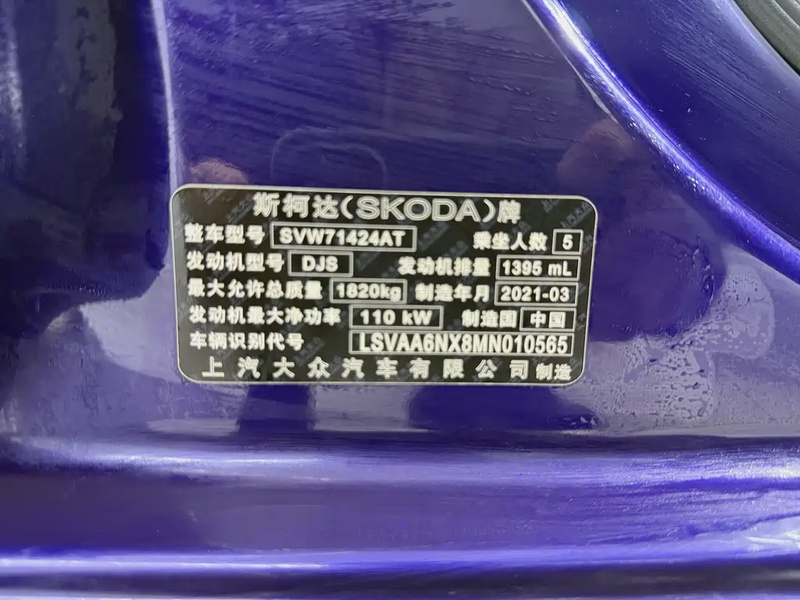 斯柯达(SKODA)牌
整车型号 SVW71424AT 乘坐人数 5
发动机型号 DJS 发动机排量 1395 mL
最大允许总质量 1820kg 制造年月 2021-03
发动机最大净功率 110 kW 制造国 中国
车辆识别代号 LSVAA6NX8MN010565
上汽大众汽车有限公司制造